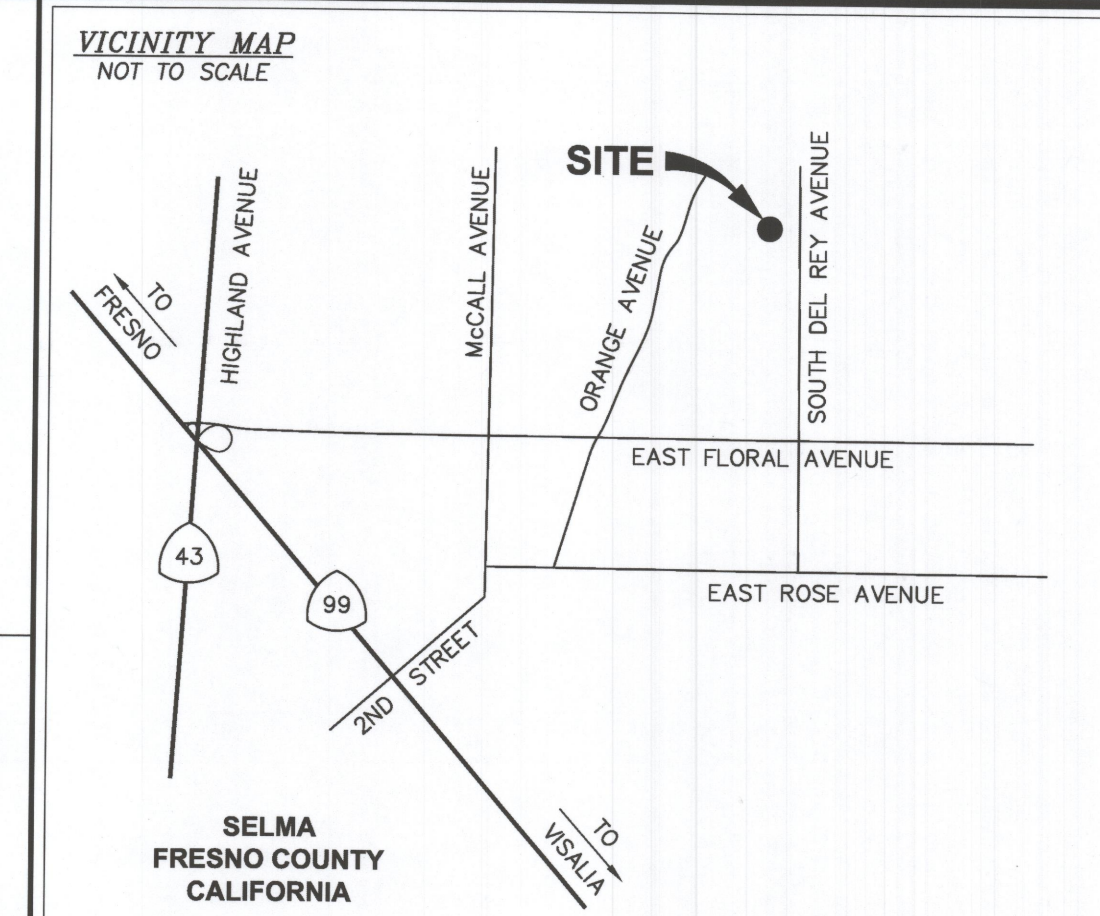 VICINITY MAP
NOT TO SCALE
SITE
HIGHLAND AVENUE
McCALL AVENUE
ORANGE AVENUE
SOUTH DEL REY AVENUE
TO
FRESNO
EAST FLORAL AVENUE
43
99
EAST ROSE AVENUE
2ND STREET
TO
VISALIA
SELMA
FRESNO COUNTY
CALIFORNIA